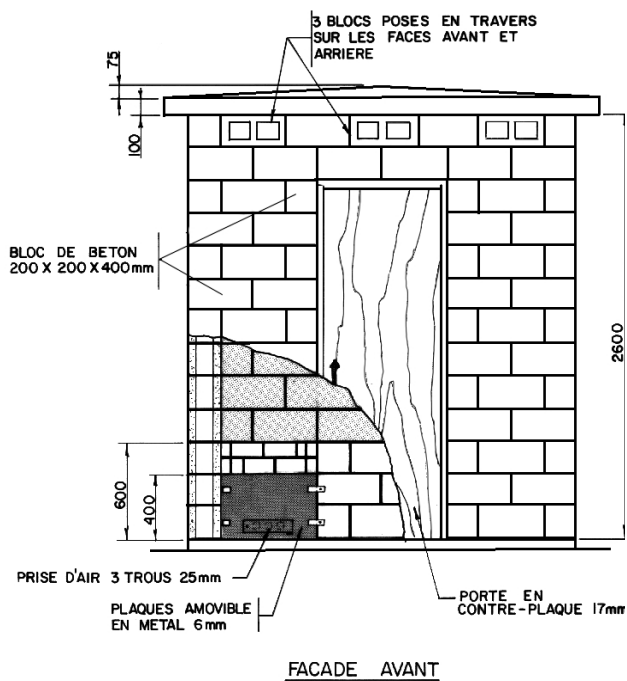 3 BLOCS POSES EN TRAVERS
SUR LES FACES AVANT ET
ARRIERE
75
100
BLOC DE BETON
200 X 200 X 400mm
2600
600
400
PRISE D'AIR 3 TROUS 25mm
PLAQUES AMOVIBLE
EN METAL 6mm
PORTE EN
CONTRE-PLAQUE 17mm
FACADE AVANT